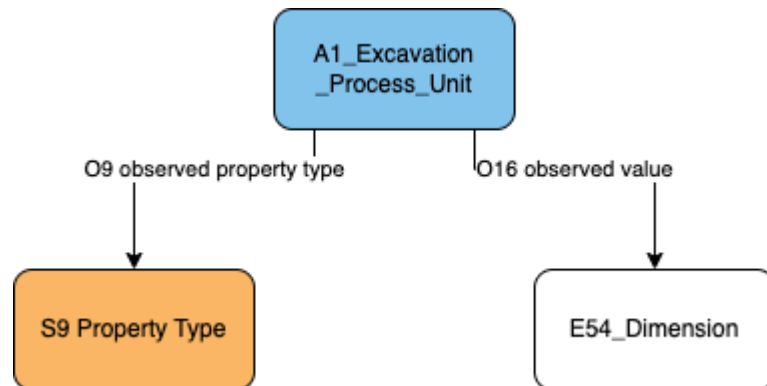 A1_Excavation
_Process_Unit
O9 observed property type
O16 observed value
S9 Property Type
E54_Dimension